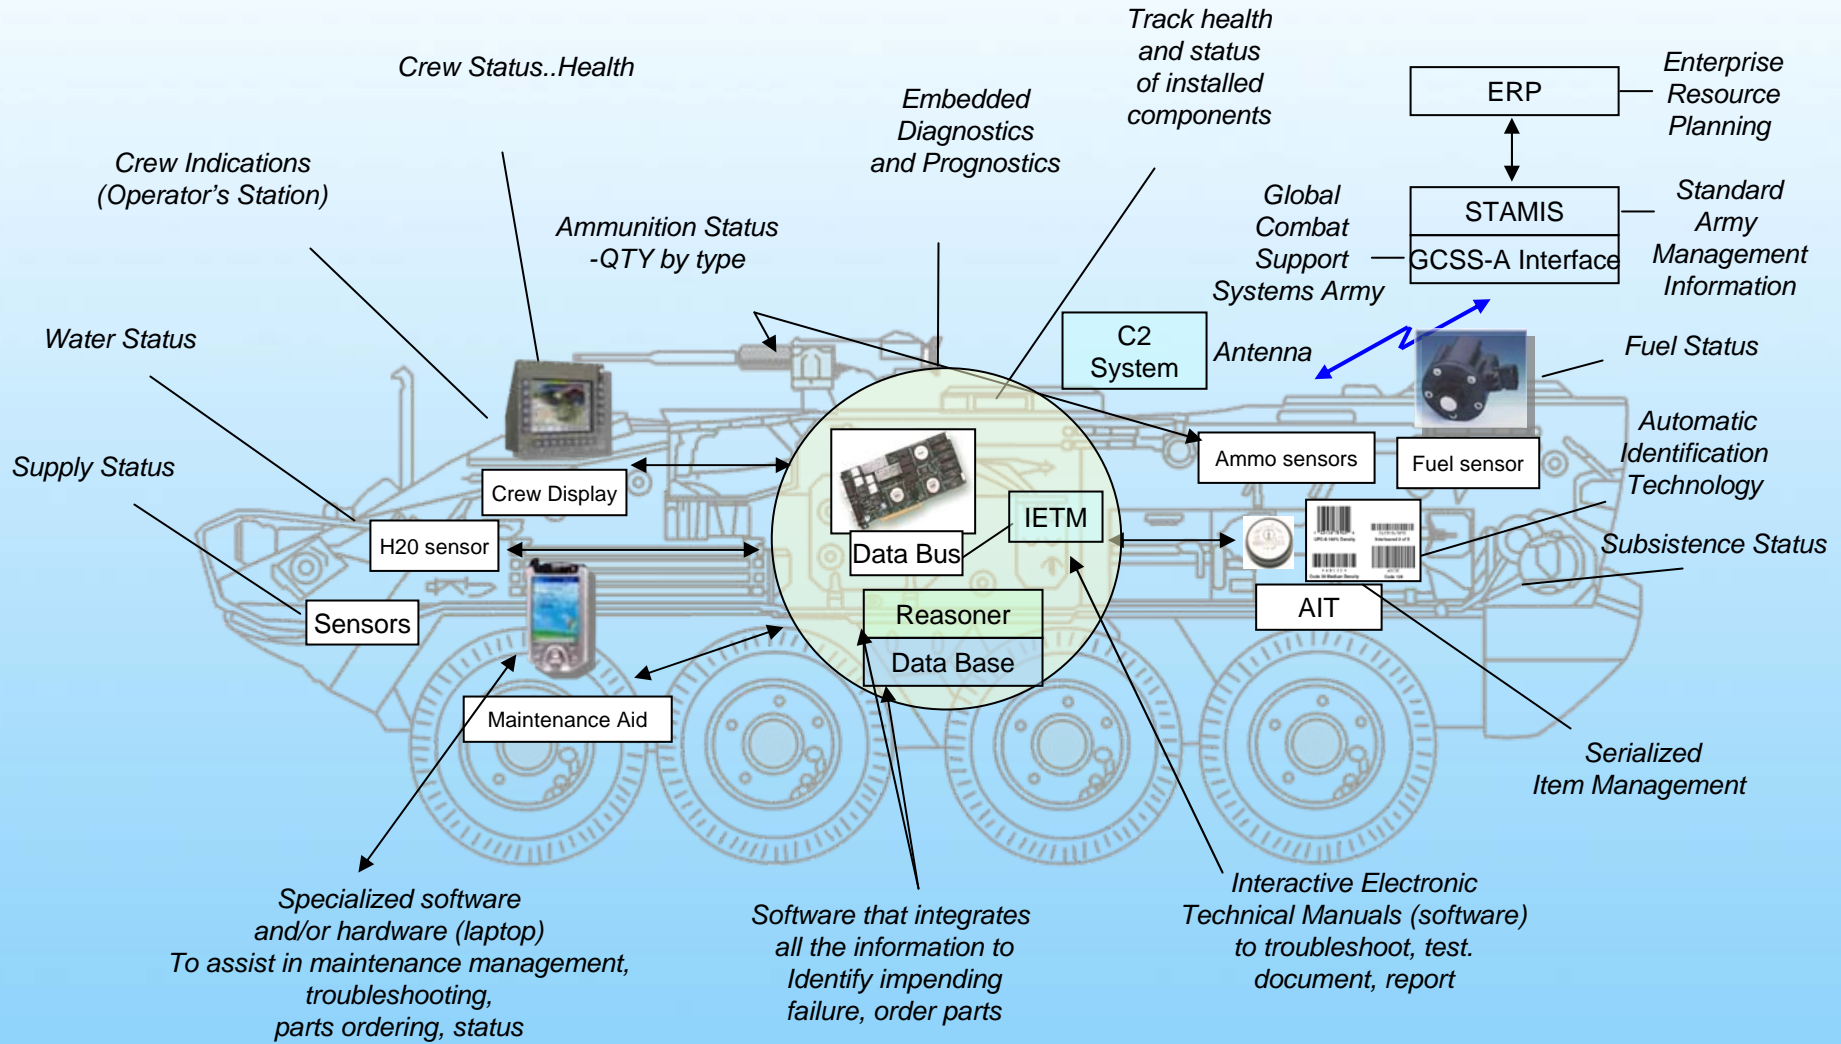 Track health
and status
of installed
components
Crew Status..Health
Embedded
Diagnostics
and Prognostics
ERP
Enterprise
Resource
Planning
Crew Indications
(Operator's Station)
Ammunition Status
-QTY by type
Global
Combat
Support
Systems Army
STAMIS
GCSS-A Interface
Standard
Army
Management
Information
Water Status
C2
System
Antenna
Fuel Status
Supply Status
Crew Display
Ammo sensors
Fuel sensor
Automatic
Identification
Technology
H20 sensor
Data Bus
IETM
Subsistence Status
Sensors
Reasoner
Data Base
AIT
Maintenance Aid
Serialized
Item Management
Specialized software
and/or hardware (laptop)
To assist in maintenance management,
troubleshooting,
parts ordering, status
Software that integrates
all the information to
Identify impending
failure, order parts
Interactive Electronic
Technical Manuals (software)
to troubleshoot, test.
document, report